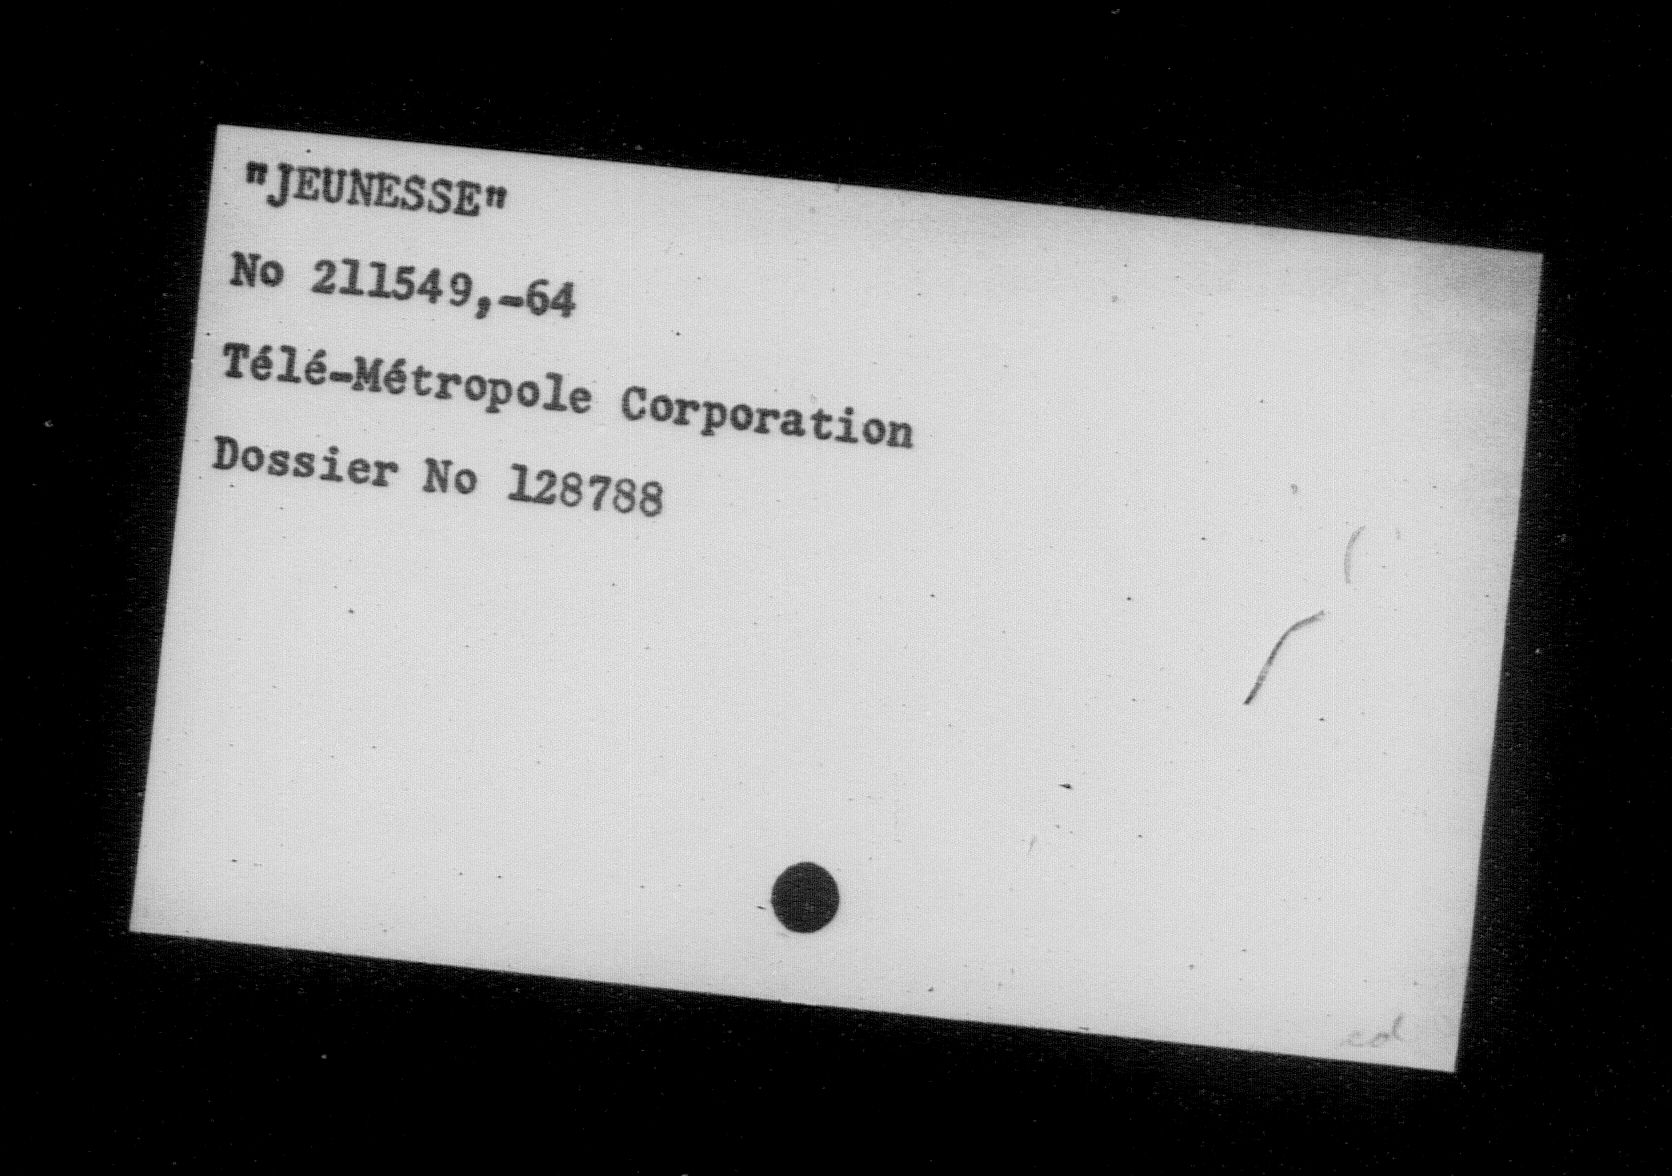 "JEUNESSE"
No 211549,-64
Télé-Métropole Corporation
Dossier No 128788